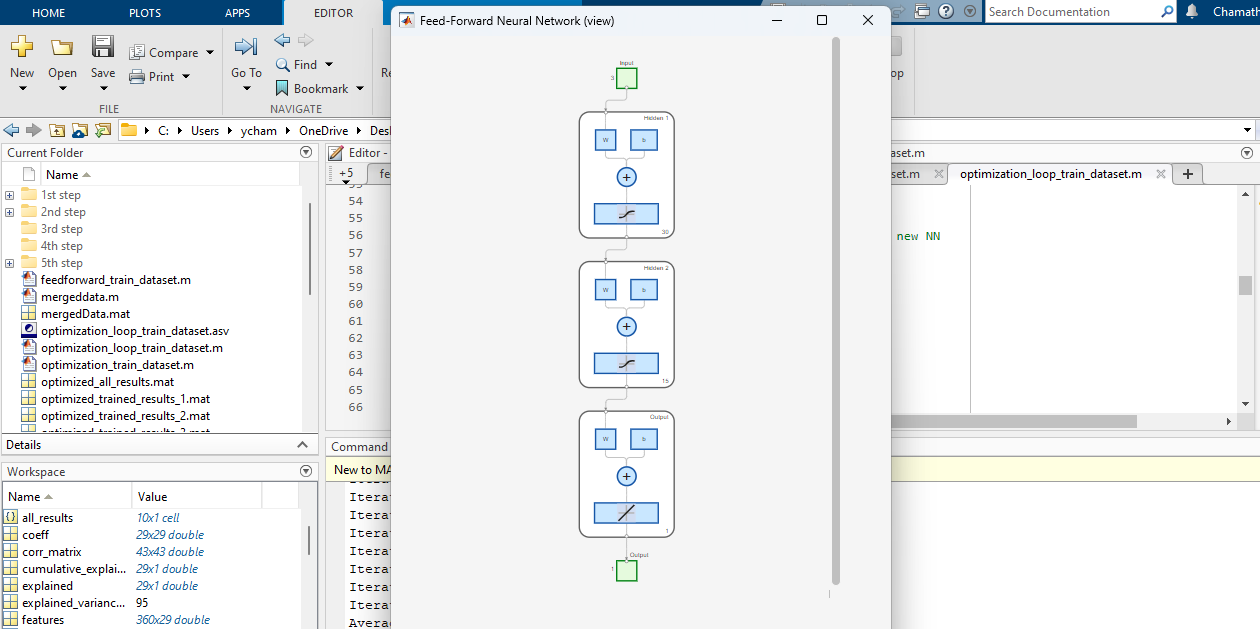 HOME PLOTS APPS EDITOR
Feed-Forward Neural Network (view)
Search Documentation
Chamath
New Open Save
Compare
Print
Go To
Find
Bookmark
FILE NAVIGATE
C: Users ycham OneDrive
Current Folder
Editor -
aset.m
Name
+5
set.m
optimization_loop_train_dataset.m
1st step
2nd step
3rd step
4th step
5th step
feedforward_train_dataset.m
mergeddata.m
mergedData.mat
optimization_loop_train_dataset.asv
optimization_loop_train_dataset.m
optimization_train_dataset.m
optimized_all_results.mat
optimized_trained_results_1.mat
optimized_trained_results_2.mat
Details
54
55
56
57
58
59
60
61
62
63
64
65
66
new NN
Input
3
Hidden 1
W b
+
30
Hidden 2
W b
+
15
Output
W b
+
1
Output
1
Command
New to MA
Itera
Itera
Itera
Itera
Itera
Itera
Itera
Avera
Workspace
Name Value
all_results 10x1 cell
coeff 29x29 double
corr_matrix 43x43 double
cumulative_explai... 29x1 double
explained 29x1 double
explained_varianc... 95
features 360x29 double